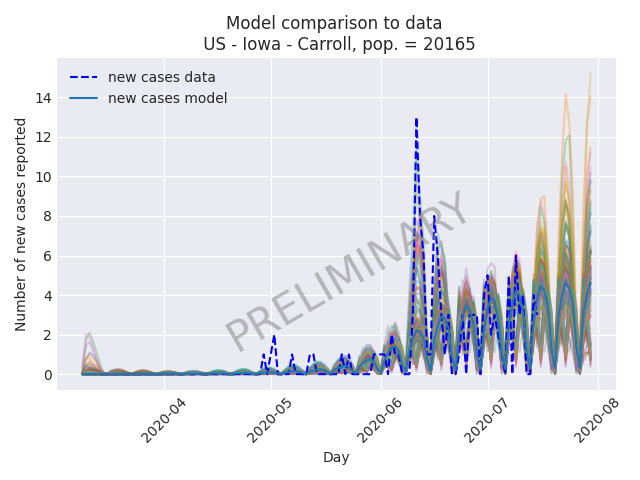 Model comparison to data
US - Iowa - Carroll, pop. = 20165
new cases data
new cases model
Number of new cases reported
14
12
10
8
6
4
2
0
PRELIMINARY
2020-04
2020-05
2020-06
2020-07
2020-08
Day